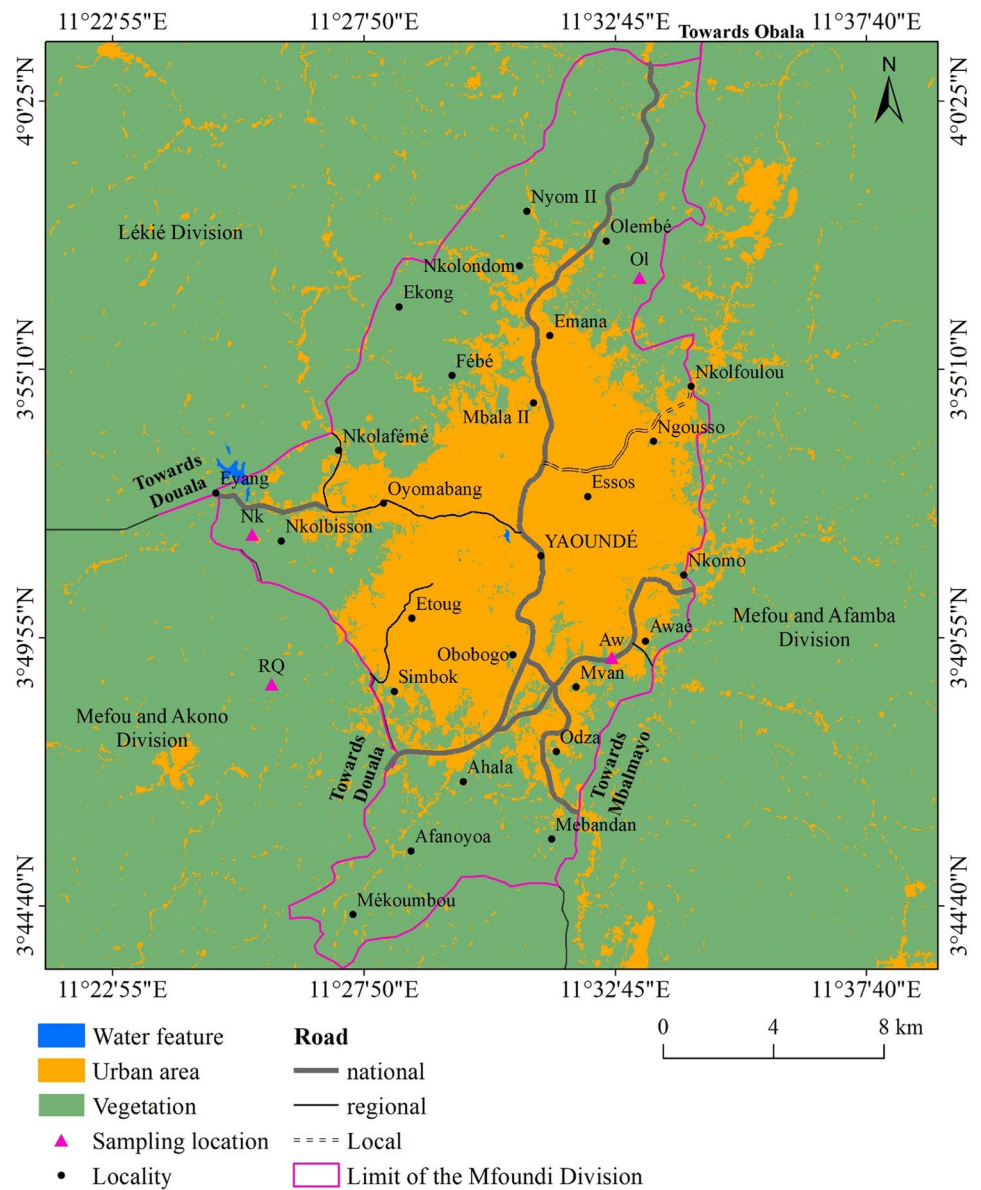 11°22'55"E
11°27'50"E
11°32'45"E
11°37'40"E
Towards Obala
N
4°0'25"N
4°0'25"N
Nyom II
Lékié Division
Olembé
Ol
Nkolondom
Ekong
Emana
3°55'10"N
3°55'10"N
Fébé
Nkolfoulou
Mbala II
Ngousso
Nkolafémé
Towards
Douala
Eyang
Oyomabang
Essos
Nk
Nkolbisson
YAOUNDÉ
Nkomo
Etoug
3°49'55"N
3°49'55"N
Mefou and Afamba
Division
Awae
Aw
Obobogo
RQ
Simbok
Mvan
Mefou and Akono
Division
Odza
Towards
Douala
Towards
Mbalmayo
Ahala
Mebandan
Afanoyoa
Mékoumbou
3°44'40"N
3°44'40"N
11°22'55"E
11°27'50"E
11°32'45"E
11°37'40"E
Water feature
Urban area
Vegetation
Sampling location
Locality
Road
national
regional
Local
Limit of the Mfoundi Division
0
4
8 km